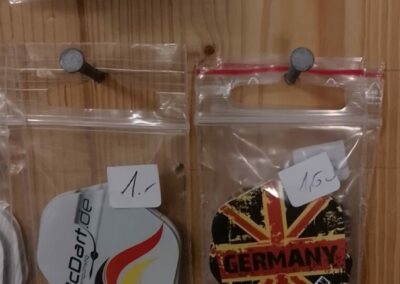 1.-
1,50
cDart.de
GERMANY